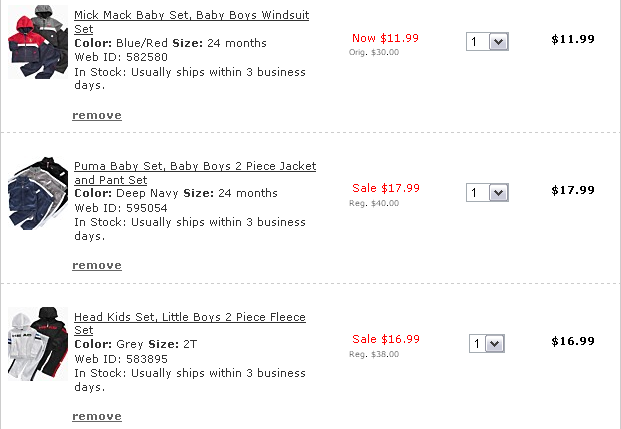 Mick Mack Baby Set, Baby Boys Windsuit
Set
Color: Blue/Red Size: 24 months
Web ID: 582580
In Stock: Usually ships within 3 business
days.
remove
Now $11.99
Orig. $30.00
1
$11.99
Puma Baby Set, Baby Boys 2 Piece Jacket
and Pant Set
Color: Deep Navy Size: 24 months
Web ID: 595054
In Stock: Usually ships within 3 business
days.
remove
Sale $17.99
Reg. $40.00
1
$17.99
Head Kids Set, Little Boys 2 Piece Fleece
Set
Color: Grey Size: 2T
Web ID: 583895
In Stock: Usually ships within 3 business
days.
remove
Sale $16.99
Reg. $38.00
1
$16.99